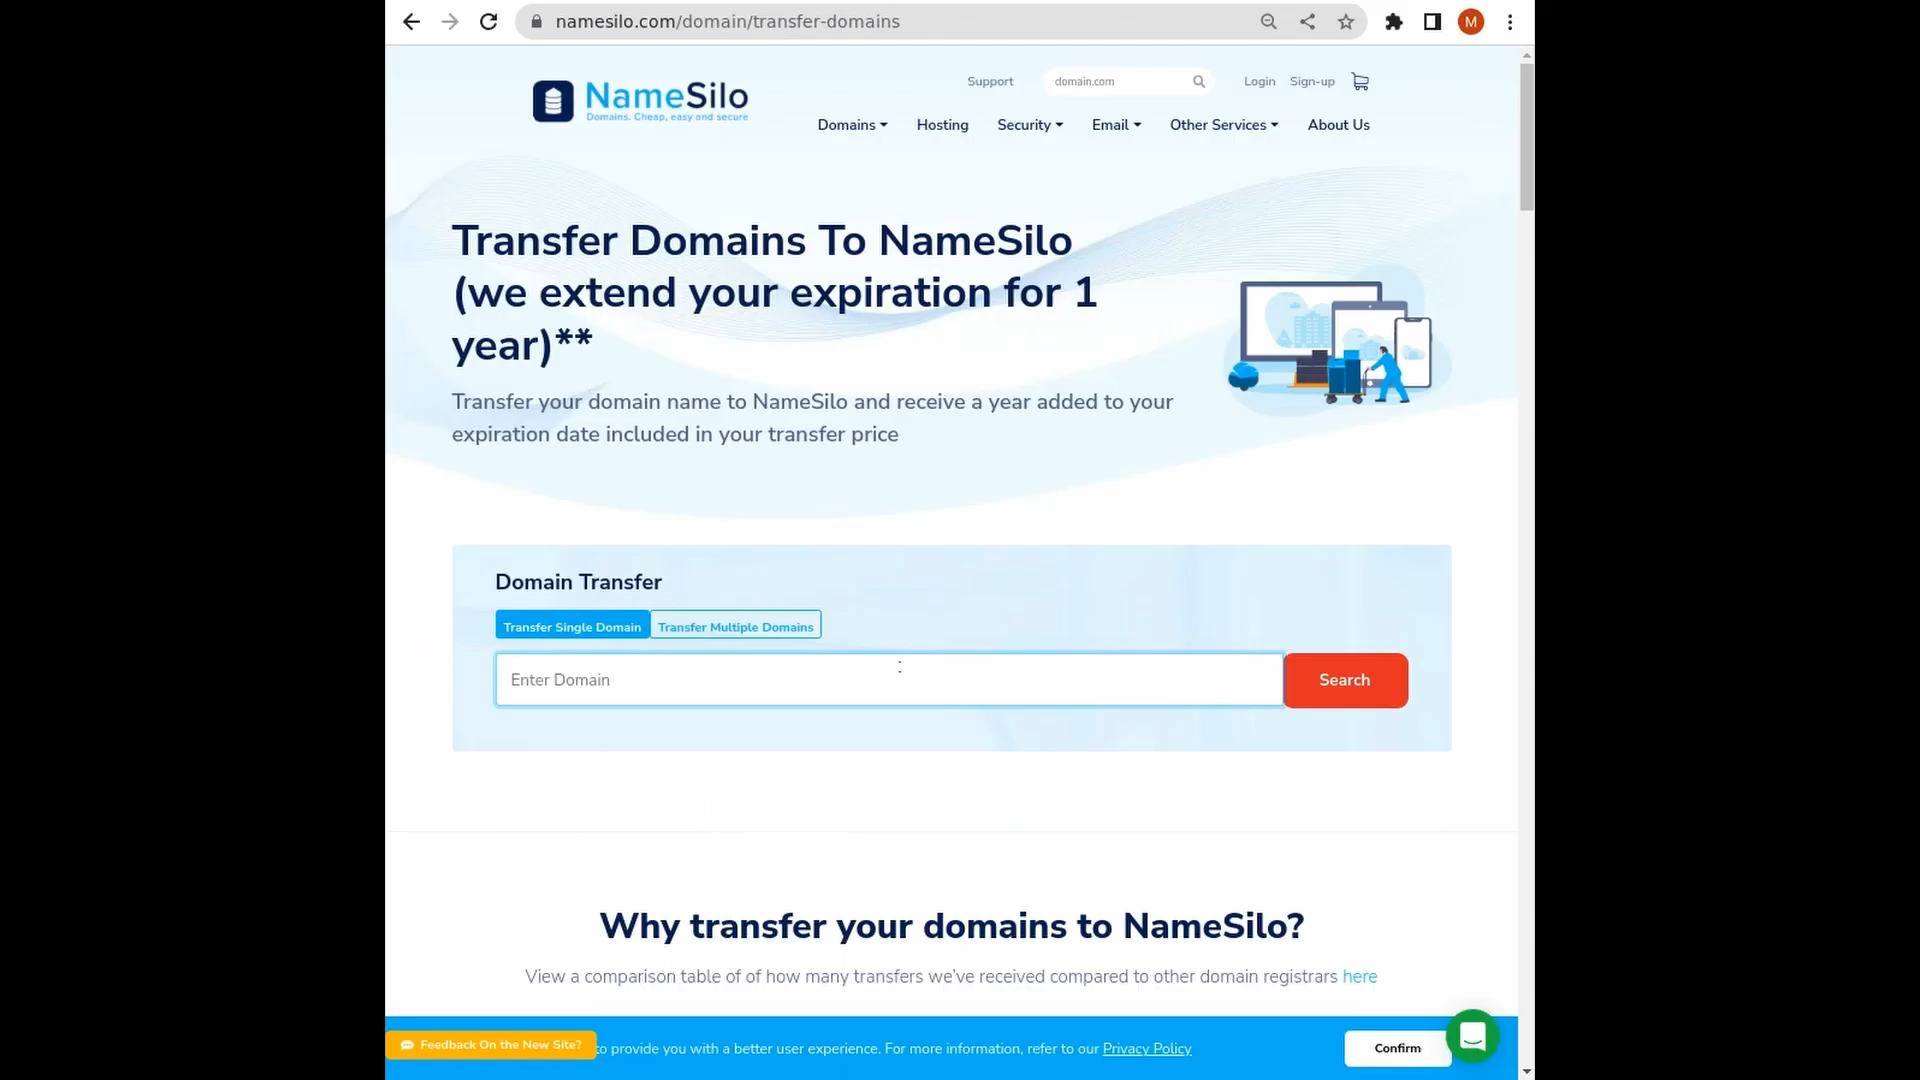 namesilo.com/domain/transfer-domains
M
NameSilo
Domains. Cheap, easy and secure
Support
domain.com
Login
Sign-up
Domains
Hosting
Security
Email
Other Services
About Us
Transfer Domains To NameSilo
(we extend your expiration for 1
year)**
Transfer your domain name to NameSilo and receive a year added to your
expiration date included in your transfer price
Domain Transfer
Transfer Single Domain
Transfer Multiple Domains
Enter Domain
Search
Why transfer your domains to NameSilo?
View a comparison table of of how many transfers we've received compared to other domain registrars here
Feedback On the New Site?
to provide you with a better user experience. For more information, refer to our Privacy Policy
Confirm